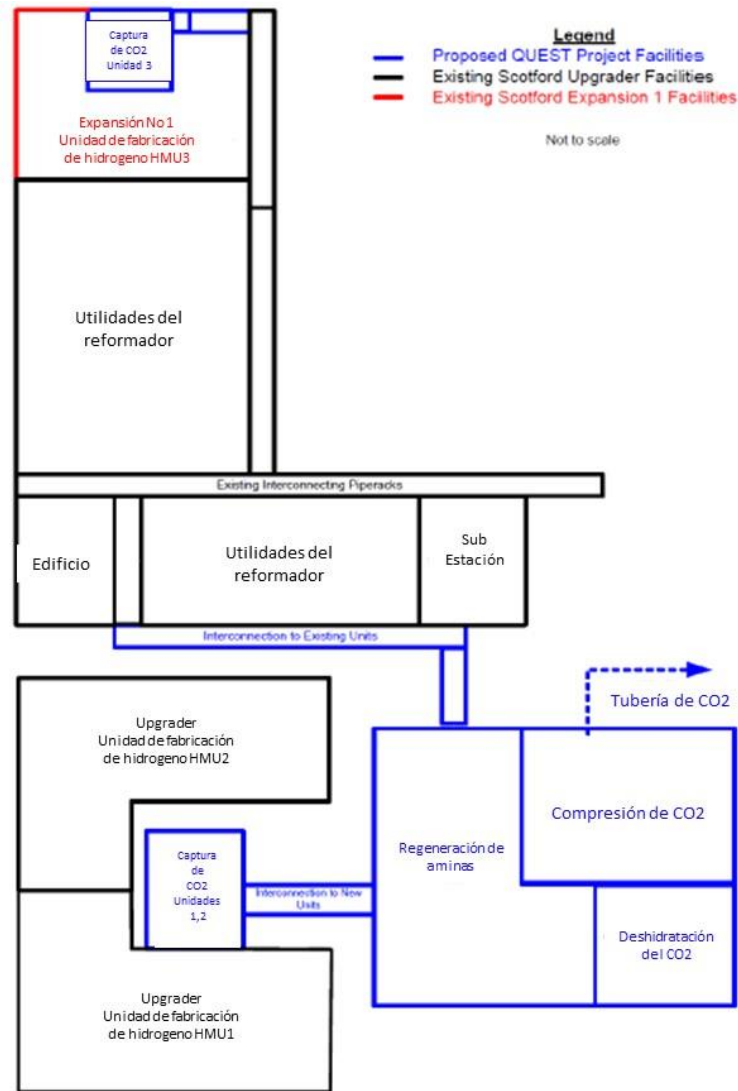 Captura
de CO2
Unidad 3
Legend
Proposed QUEST Project Facilities
Existing Scotford Upgrader Facilities
Existing Scotford Expansion 1 Facilities
Not to scale
Expansión No 1
Unidad de fabricación
de hidrogeno HMU3
Utilidades del
reformador
Existing Interconnecting Piperacks
Edificio
Utilidades del
reformador
Sub
Estación
Interconnection to Existing Units
Tubería de CO2
Upgrader
Unidad de fabricación
de hidrogeno HMU2
Compresión de CO2
Regeneración de
aminas
Captura
de
CO2
Unidades
1,2
Interconnection to New
Units
Deshidratación
del CO2
Upgrader
Unidad de fabricación
de hidrogeno HMU1